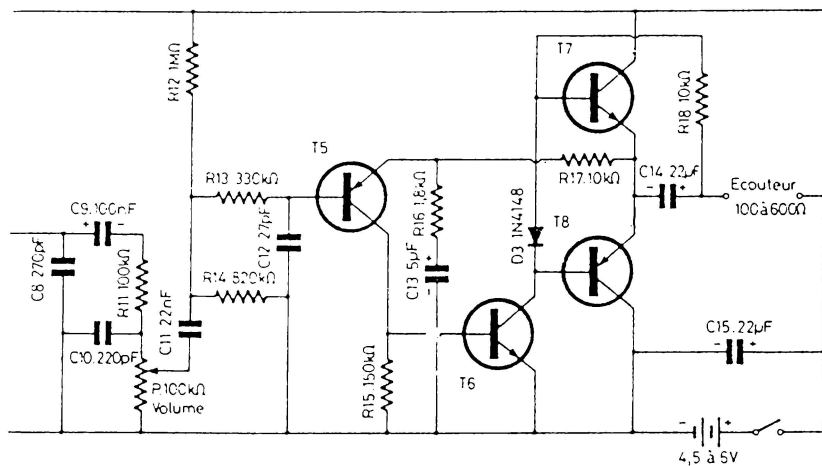 T7
R12 1MΩ
R18.10kΩ
T5
R13 330kΩ
R17.10kΩ
C14.22µF
- +
Ecouteur
100à600Ω
C9.100nF
+ -
R16 1,8kΩ
C12 27pF
D3 1N4148
T8
C8 270pF
R11 100kΩ
R14 820kΩ
C13 5µF
+
-
C11 22nF
C10.220pF
C15.22µF
- +
T6
R15.150kΩ
P.100kΩ
Volume
- +
4,5 à 6V